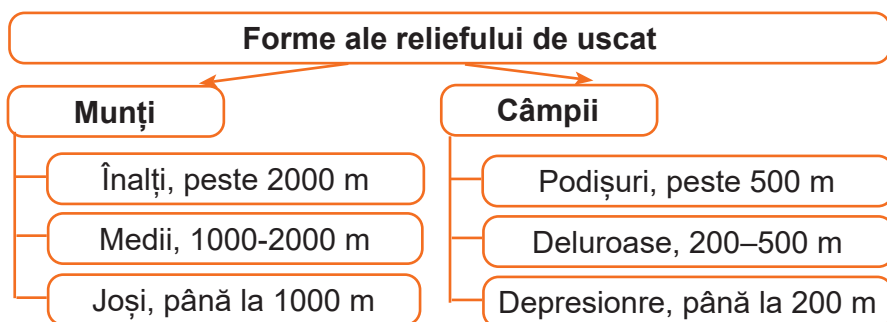 Forme ale reliefului de uscat
Munți
Înalți, peste 2000 m
Medii, 1000-2000 m
Joși, până la 1000 m
Câmpii
Podișuri, peste 500 m
Deluroase, 200–500 m
Depresionre, până la 200 m